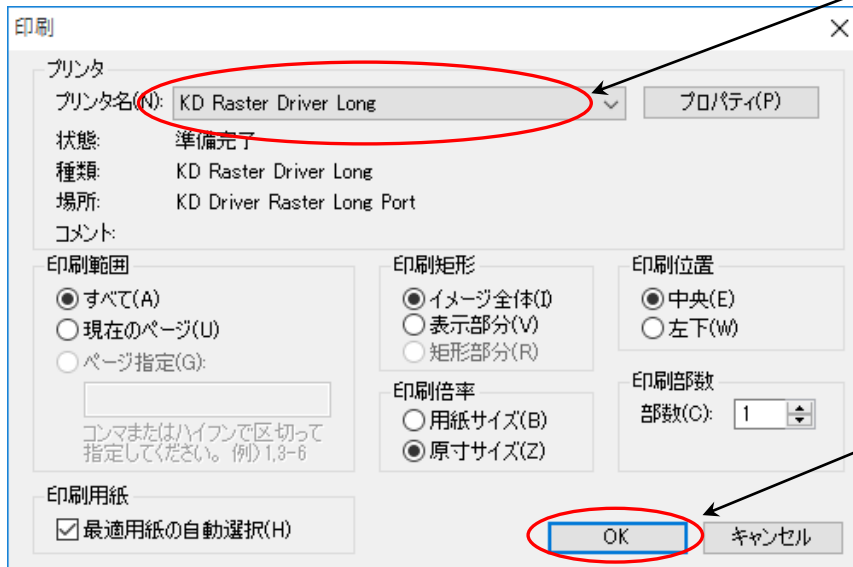 印刷
プリンタ
プリンタ名(N): KD Raster Driver Long プロパティ(P)
状態: 準備完了
種類: KD Raster Driver Long
場所: KD Driver Raster Long Port
コメント:
印刷範囲
すべて(A)
現在のページ(U)
ページ指定(G):
コンマまたはハイフンで区切って
指定してください。(例) 1,3-6
印刷矩形
イメージ全体(I)
表示部分(V)
矩形部分(R)
印刷位置
中央(E)
左下(W)
印刷倍率
用紙サイズ(B)
原寸サイズ(Z)
印刷部数
部数(C): 1
印刷用紙
最適用紙の自動選択(H)
OK キャンセル